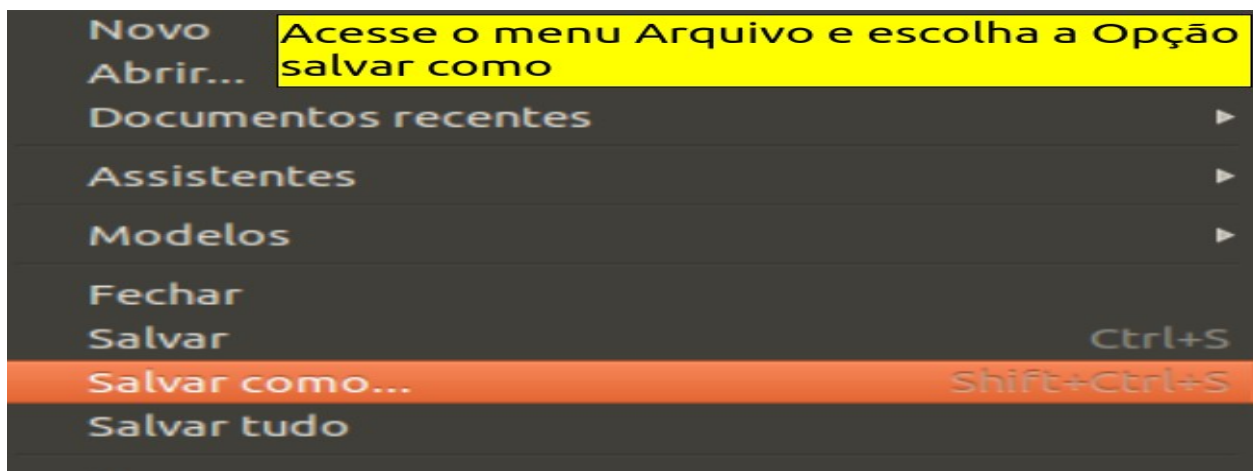 Novo
Acesse o menu Arquivo e escolha a Opção
salvar como
Abrir...
Documentos recentes
Assistentes
Modelos
Fechar
Salvar Ctrl+S
Salvar como... Shift+Ctrl+S
Salvar tudo